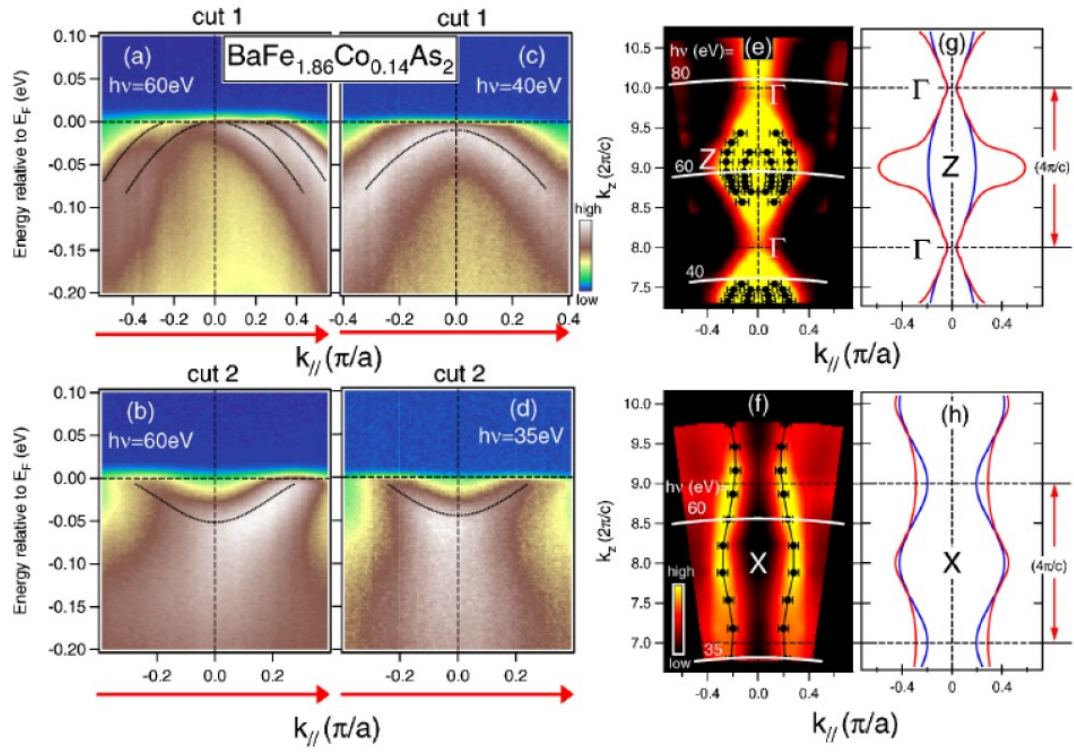 cut 1
cut 1
(a)
hν=60eV
BaFe1.86Co0.14As2
(c)
hν=40eV
Energy relative to EF (eV)
0.10
0.05
0.00
-0.05
-0.10
-0.15
-0.20
high
low
-0.4 -0.2 0.0 0.2 0.4
-0.4 -0.2 0.0 0.2 0.4
k// (π/a)
cut 2
cut 2
(b)
hν=60eV
(d)
hν=35eV
Energy relative to EF (eV)
0.10
0.05
0.00
-0.05
-0.10
-0.15
-0.20
-0.2 0.0 0.2
-0.2 0.0 0.2
k// (π/a)
hν (eV)=
(e)
80
Γ
Z
60
Γ
40
kz (2π/c)
10.5
10.0
9.5
9.0
8.5
8.0
7.5
-0.4 0.0 0.4
(g)
Γ
Z
Γ
(4π/c)
-0.4 0 0.4
k// (π/a)
(f)
hν (eV)=
60
X
high
low
35
kz (2π/c)
10.0
9.5
9.0
8.5
8.0
7.5
7.0
-0.4 0.0 0.4
(h)
X
(4π/c)
-0.4 0 0.4
k// (π/a)